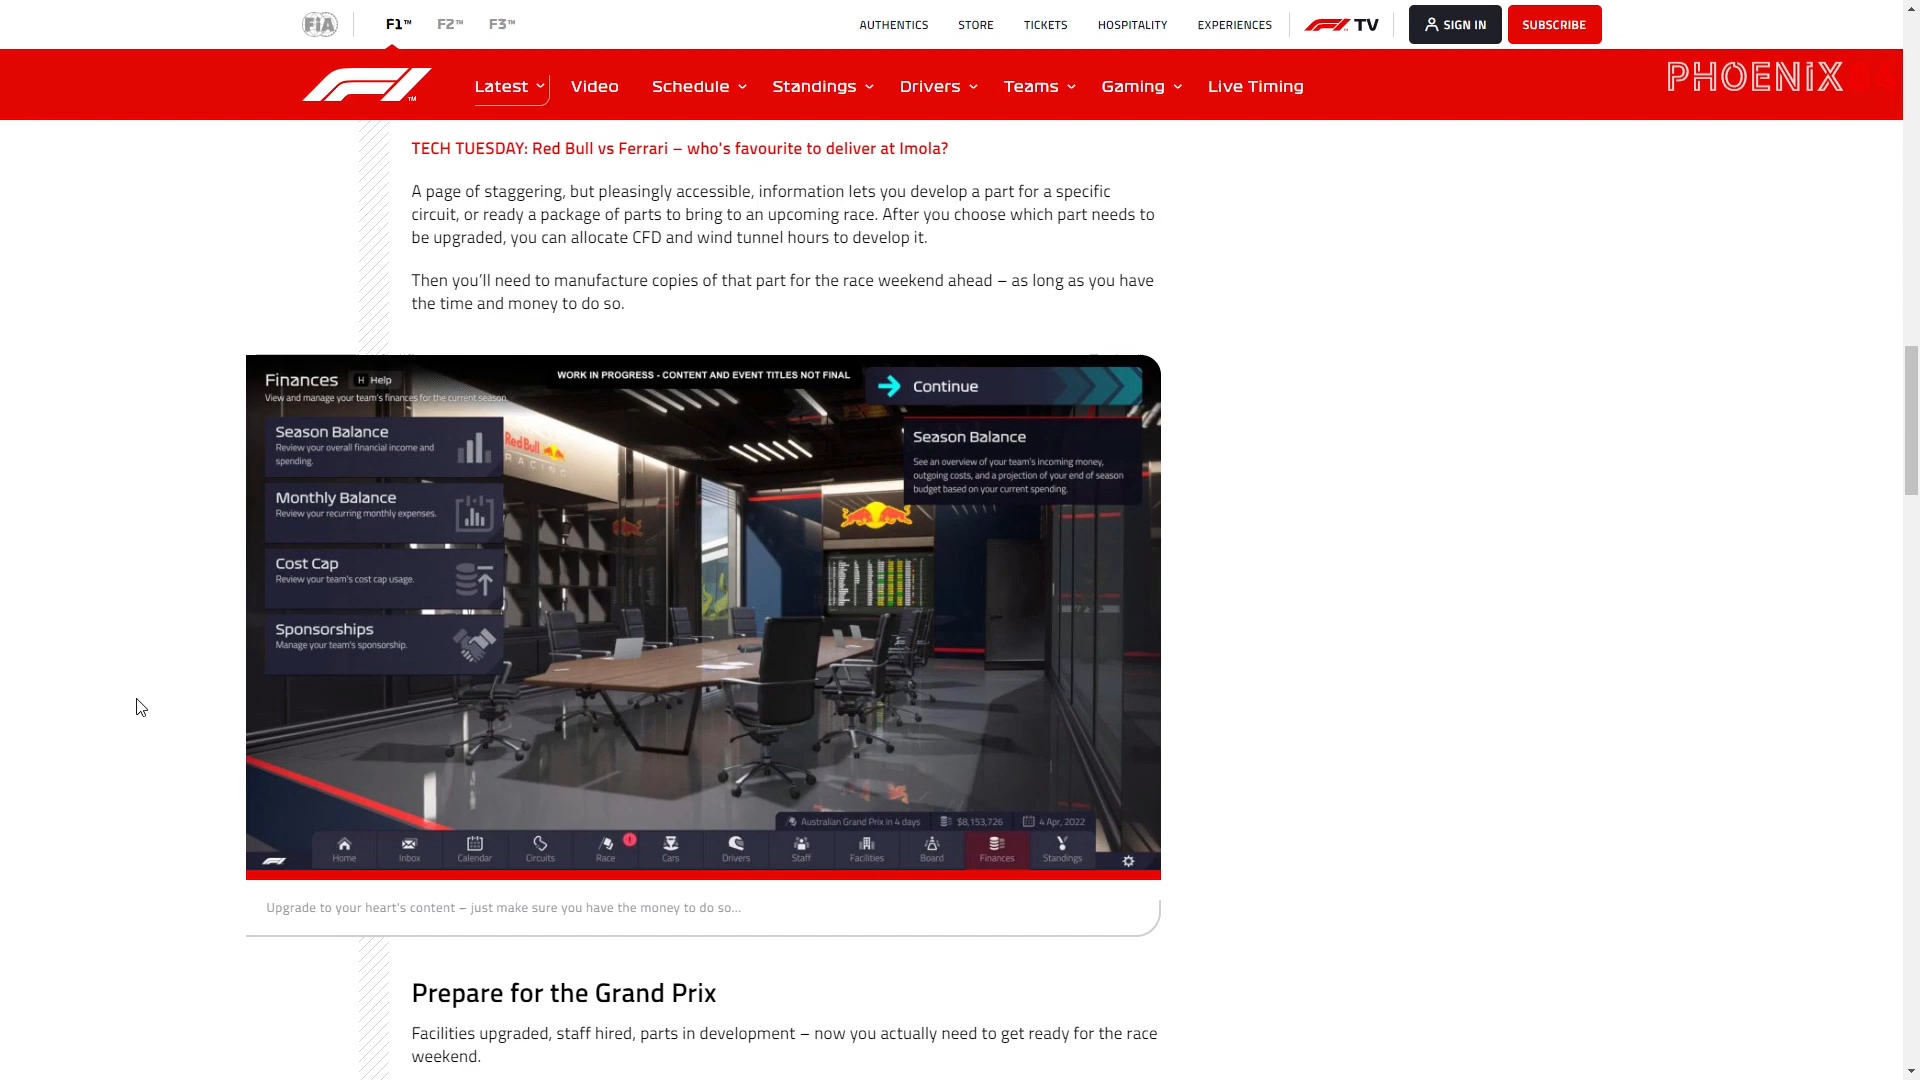 FiA
F1™
F2™
F3™
AUTHENTICS
STORE
TICKETS
HOSPITALITY
EXPERIENCES
F1 TV
SIGN IN
SUBSCRIBE
Latest
Video
Schedule
Standings
Drivers
Teams
Gaming
Live Timing
PHOENiX
TECH TUESDAY: Red Bull vs Ferrari – who's favourite to deliver at Imola?
A page of staggering, but pleasingly accessible, information lets you develop a part for a specific
circuit, or ready a package of parts to bring to an upcoming race. After you choose which part needs to
be upgraded, you can allocate CFD and wind tunnel hours to develop it.
Then you’ll need to manufacture copies of that part for the race weekend ahead – as long as you have
the time and money to do so.
Finances
H Help
WORK IN PROGRESS - CONTENT AND EVENT TITLES NOT FINAL
Continue
View and manage your team's finances for the current season.
Season Balance
Review your overall financial income and
spending.
Monthly Balance
Review your recurring monthly expenses.
Cost Cap
Review your team's cost cap usage.
Sponsorships
Manage your team's sponsorship.
Red Bull
RACING
Season Balance
See an overview of your team's incoming money,
outgoing costs, and a projection of your end of season
budget based on your current spending.
Australian Grand Prix in 4 days
$8,153,726
4 Apr, 2022
Home
Inbox
Calendar
Circuits
Race
Cars
Drivers
Staff
Facilities
Board
Finances
Standings
Upgrade to your heart's content – just make sure you have the money to do so...
Prepare for the Grand Prix
Facilities upgraded, staff hired, parts in development – now you actually need to get ready for the race
weekend.